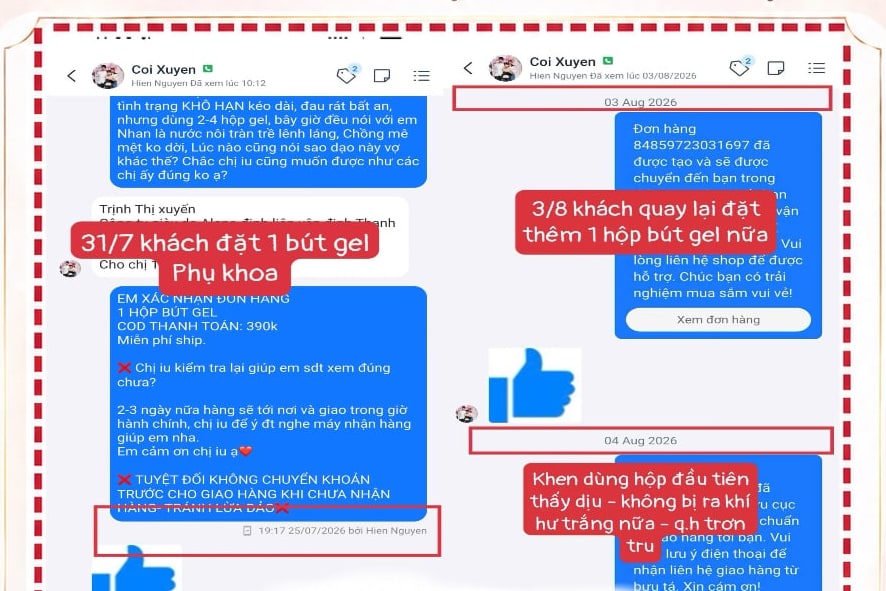 Coi Xuyen
Hien Nguyen Đã xem lúc 10:12
2
tình trạng KHÔ HẠN kéo dài, đau rát bất an,
nhưng dùng 2-4 hộp gel, bây giờ đều nói với em
Nhan là nước nôi tràn trề lênh láng, Chồng mê
mệt ko dời, Lúc nào cũng nói sao dạo này vợ
khác thế? Chắc chị iu cũng muốn được như các
chị ấy đúng ko ạ?
Trịnh Thị xuyến
31/7 khách đặt 1 bút gel
Phụ khoa
Cho chị
EM XÁC NHẬN ĐƠN HÀNG
1 HỘP BÚT GEL
COD THANH TOÁN: 390k
Miễn phí ship.
❌ Chị iu kiểm tra lại giúp em sdt xem đúng
chưa?
2-3 ngày nữa hàng sẽ tới nơi và giao trong giờ
hành chính, chị iu để ý đt nghe máy nhận hàng
giúp em nha.
Em cảm ơn chị iu ạ❤️
❌ TUYỆT ĐỐI KHÔNG CHUYỂN KHOẢN
TRƯỚC CHO GIAO HÀNG KHI CHƯA NHẬN
HÀNG- TRÁNH LỪA ĐẢO❌
19:17 25/07/2026 bởi Hien Nguyen
Coi Xuyen
Hien Nguyen Đã xem lúc 03/08/2026
2
03 Aug 2026
Đơn hàng
84859723031697 đã
được tạo và sẽ được
chuyển đến bạn trong
3/8 khách quay lại đặt
thêm 1 hộp bút gel nữa
vận
Vui
lòng liên hệ shop để được
hỗ trợ. Chúc bạn có trải
nghiệm mua sắm vui vẻ!
Xem đơn hàng
04 Aug 2026
Khen dùng hộp đầu tiên
thấy dịu - không bị ra khí
hư trắng nữa - q.h trơn
tru
đã
cục
chuẩn
hàng tới bạn. Vui
lưu ý điện thoại để
nhận liên hệ giao hàng từ
bưu tá. Xin cảm ơn!